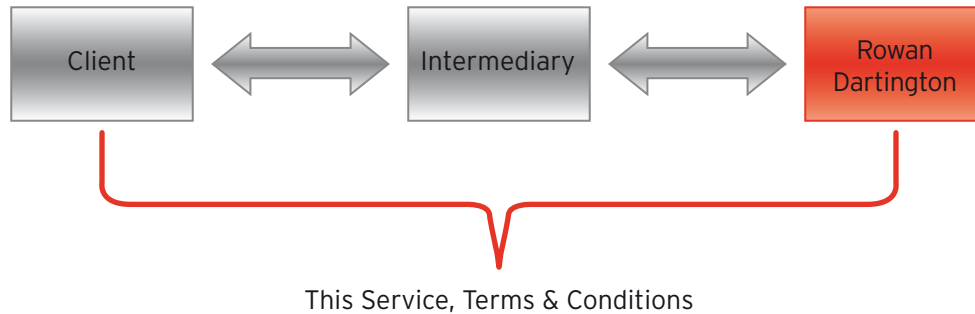 Client
Intermediary
Rowan
Dartington
This Service, Terms & Conditions